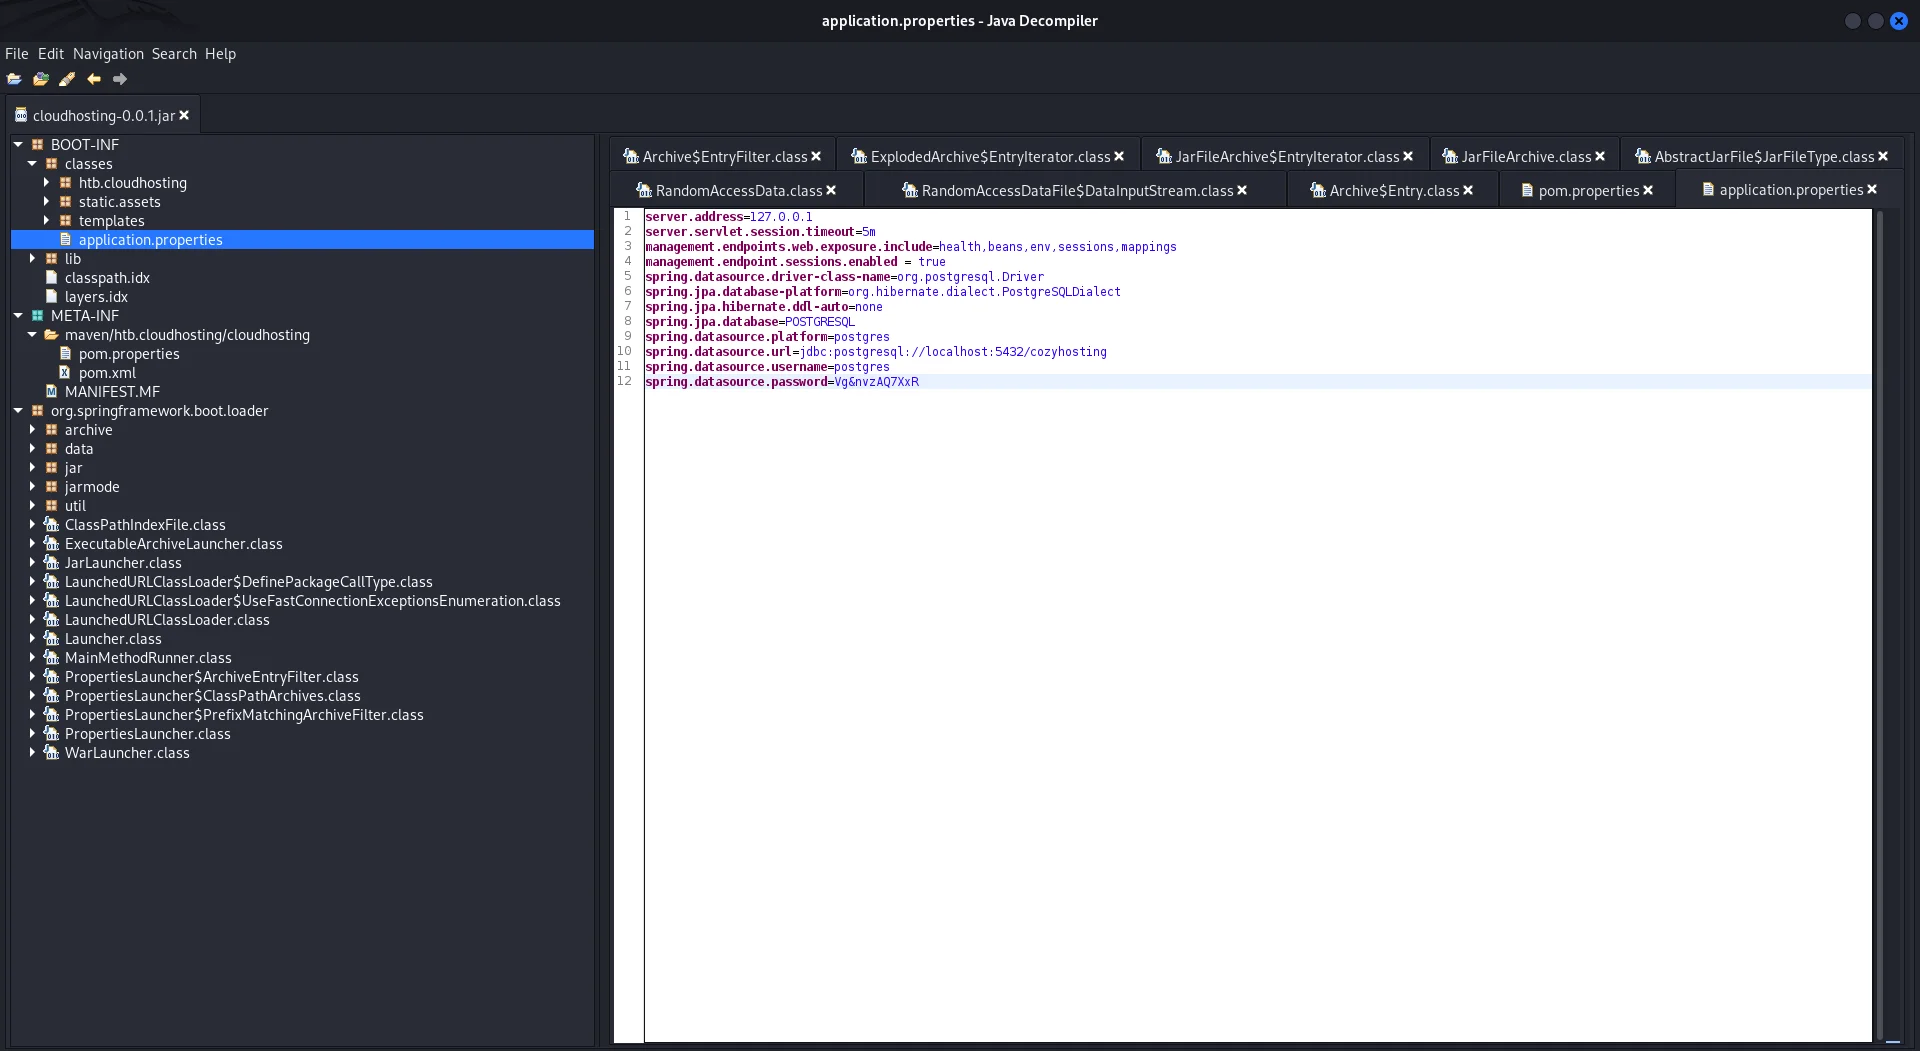 application.properties - Java Decompiler
File Edit Navigation Search Help
cloudhosting-0.0.1.jar
BOOT-INF
classes
htb.cloudhosting
static.assets
templates
application.properties
lib
classpath.idx
layers.idx
META-INF
maven/htb.cloudhosting/cloudhosting
pom.properties
pom.xml
MANIFEST.MF
org.springframework.boot.loader
archive
data
jar
jarmode
util
ClassPathIndexFile.class
ExecutableArchiveLauncher.class
JarLauncher.class
LaunchedURLClassLoader$DefinePackageCallType.class
LaunchedURLClassLoader$UseFastConnectionExceptionsEnumeration.class
LaunchedURLClassLoader.class
Launcher.class
MainMethodRunner.class
PropertiesLauncher$ArchiveEntryFilter.class
PropertiesLauncher$ClassPathArchives.class
PropertiesLauncher$PrefixMatchingArchiveFilter.class
PropertiesLauncher.class
WarLauncher.class
Archive$EntryFilter.class ExplodedArchive$EntryIterator.class JarFileArchive$EntryIterator.class JarFileArchive.class AbstractJarFile$JarFileType.class
RandomAccessData.class RandomAccessDataFile$DataInputStream.class Archive$Entry.class pom.properties application.properties
1 server.address=127.0.0.1
2 server.servlet.session.timeout=5m
3 management.endpoints.web.exposure.include=health,beans,env,sessions,mappings
4 management.endpoint.sessions.enabled = true
5 spring.datasource.driver-class-name=org.postgresql.Driver
6 spring.jpa.database-platform=org.hibernate.dialect.PostgreSQLDialect
7 spring.jpa.hibernate.ddl-auto=none
8 spring.jpa.database=POSTGRESQL
9 spring.datasource.platform=postgres
10 spring.datasource.url=jdbc:postgresql://localhost:5432/cozyhosting
11 spring.datasource.username=postgres
12 spring.datasource.password=Vg&nvzAQ7XxR